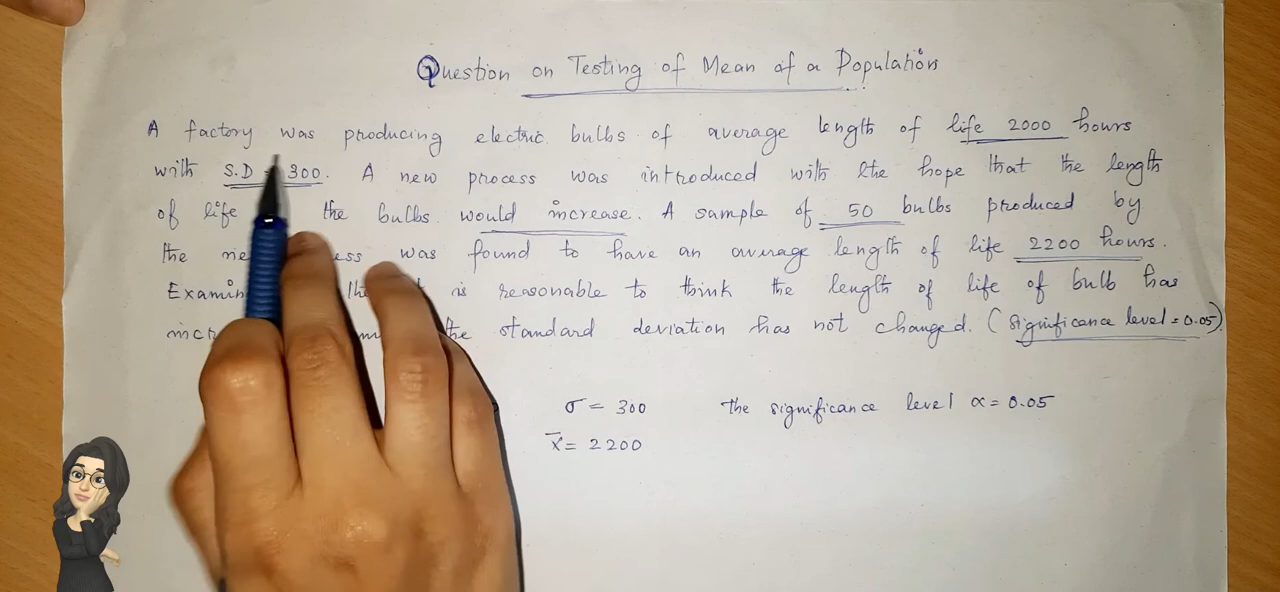 Question on Testing of Mean of a Population
A factory was producing electric bulbs of average length of life 2000 hours
with S.D = 300. A new process was introduced with the hope that the length
of life the bulbs would increase. A sample of 50 bulbs produced by
the was found to have an average length of life 2200 hours.
is reasonable to think the length of life of bulb has
the standard deviation has not changed. (Significance level = 0.05)
σ = 300 The significance level α = 0.05
x̄ = 2200